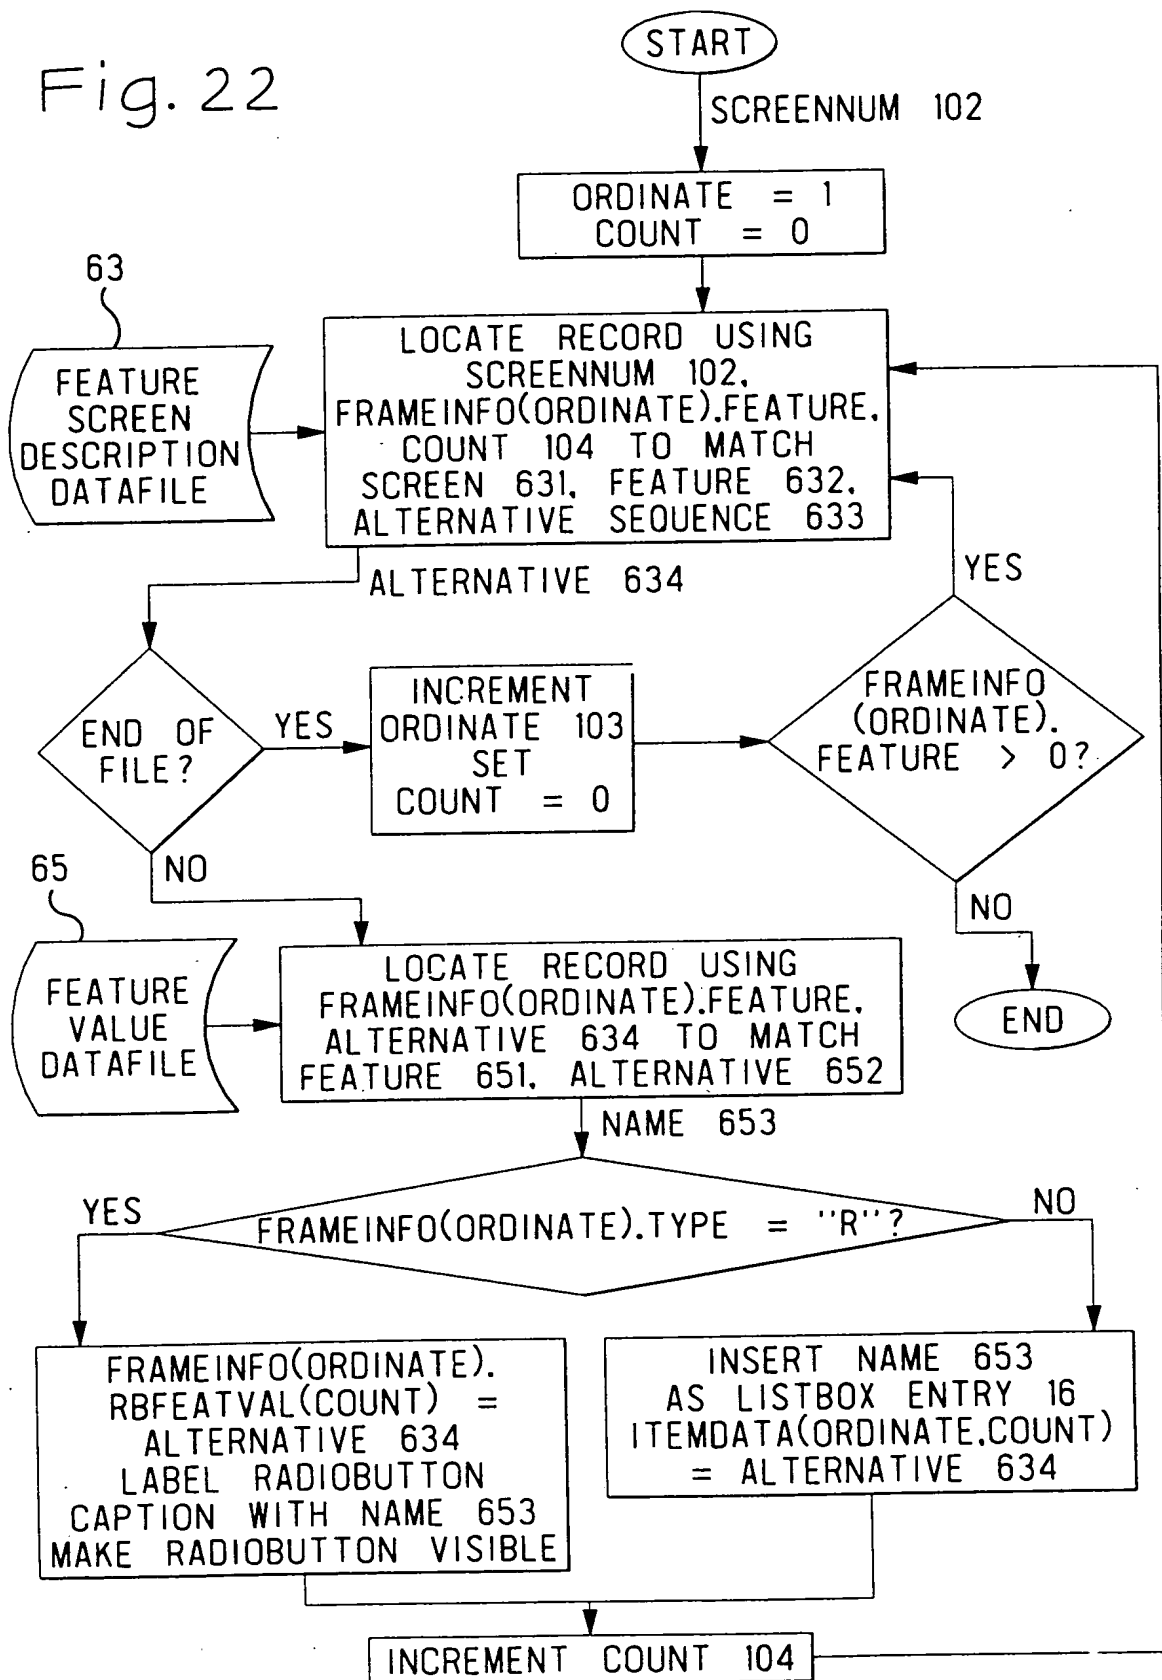 Fig. 22
START
SCREENNUM 102
ORDINATE = 1
COUNT = 0
63
FEATURE
SCREEN
DESCRIPTION
DATAFILE
LOCATE RECORD USING
SCREENNUM 102,
FRAMEINFO(ORDINATE).FEATURE,
COUNT 104 TO MATCH
SCREEN 631, FEATURE 632,
ALTERNATIVE SEQUENCE 633
ALTERNATIVE 634
YES
END OF
FILE?
YES
INCREMENT
ORDINATE 103
SET
COUNT = 0
FRAMEINFO
(ORDINATE).
FEATURE > 0?
NO
NO
END
65
FEATURE
VALUE
DATAFILE
LOCATE RECORD USING
FRAMEINFO(ORDINATE).FEATURE,
ALTERNATIVE 634 TO MATCH
FEATURE 651, ALTERNATIVE 652
NAME 653
YES
FRAMEINFO(ORDINATE).TYPE = "R"?
NO
FRAMEINFO(ORDINATE).
RBFEATVAL(COUNT) =
ALTERNATIVE 634
LABEL RADIOBUTTON
CAPTION WITH NAME 653
MAKE RADIOBUTTON VISIBLE
INSERT NAME 653
AS LISTBOX ENTRY 16
ITEMDATA(ORDINATE,COUNT)
= ALTERNATIVE 634
INCREMENT COUNT 104